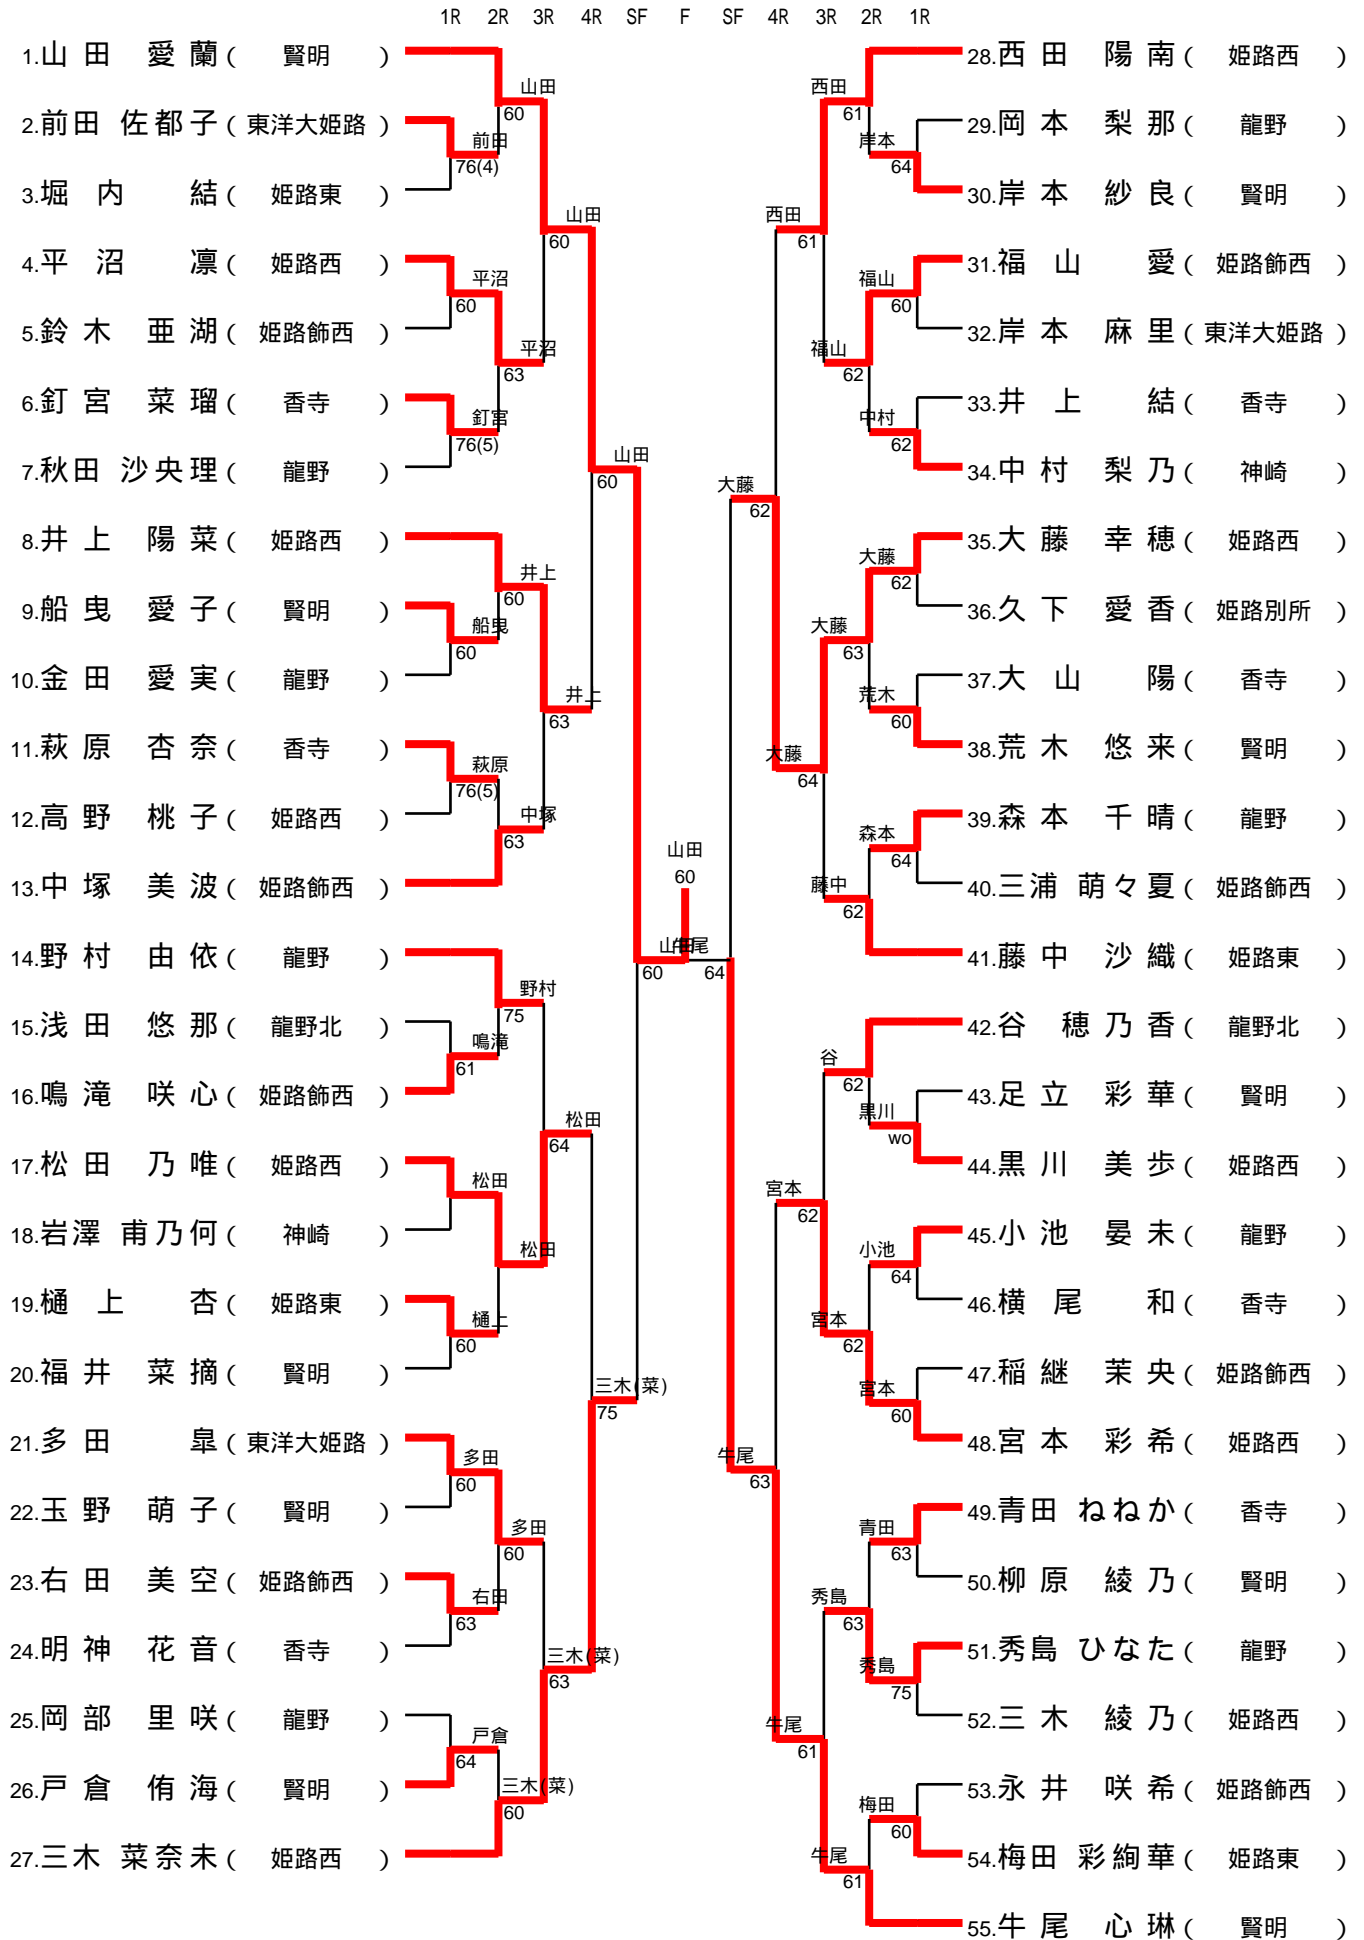 1R 2R 3R 4R SF F SF 4R 3R 2R 1R
1.山田 愛蘭( 賢明 )
2.前田 佐都子( 東洋大姫路 )
3.堀内 結( 姫路東 )
4.平沼 凛( 姫路西 )
5.鈴木 亜湖( 姫路飾西 )
6.釘宮 菜瑠( 香寺 )
7.秋田 沙央理( 龍野 )
8.井上 陽菜( 姫路西 )
9.船曳 愛子( 賢明 )
10.金田 愛実( 龍野 )
11.萩原 杏奈( 香寺 )
12.高野 桃子( 姫路西 )
13.中塚 美波( 姫路飾西 )
14.野村 由依( 龍野 )
15.浅田 悠那( 龍野北 )
16.鳴滝 咲心( 姫路飾西 )
17.松田 乃唯( 姫路西 )
18.岩澤 甫乃何( 神崎 )
19.樋上 杏( 姫路東 )
20.福井 菜摘( 賢明 )
21.多田 皐( 東洋大姫路 )
22.玉野 萌子( 賢明 )
23.右田 美空( 姫路飾西 )
24.明神 花音( 香寺 )
25.岡部 里咲( 龍野 )
26.戸倉 侑海( 賢明 )
27.三木 菜奈未( 姫路西 )
前田
76(4)
平沼
60
釘宮
76(5)
船曳
60
萩原
76(5)
鳴滝
61
松田
樋上
60
多田
60
右田
63
戸倉
64
山田
60
平沼
63
井上
60
中塚
63
野村
75
松田
多田
60
三木(菜)
60
山田
60
井上
63
松田
64
三木(菜)
63
山田
60
三木(菜)
75
山田
60
山田
60
牛尾
64
大藤
62
牛尾
63
西田
61
大藤
64
宮本
62
牛尾
61
西田
61
福山
62
大藤
63
藤中
62
谷
62
宮本
62
秀島
63
牛尾
61
岸本
64
福山
60
中村
62
大藤
62
荒木
60
森本
64
黒川
wo
小池
64
宮本
60
青田
63
秀島
75
梅田
60
28.西田 陽南( 姫路西 )
29.岡本 梨那( 龍野 )
30.岸本 紗良( 賢明 )
31.福山 愛( 姫路飾西 )
32.岸本 麻里( 東洋大姫路 )
33.井上 結( 香寺 )
34.中村 梨乃( 神崎 )
35.大藤 幸穂( 姫路西 )
36.久下 愛香( 姫路別所 )
37.大山 陽( 香寺 )
38.荒木 悠来( 賢明 )
39.森本 千晴( 龍野 )
40.三浦 萌々夏( 姫路飾西 )
41.藤中 沙織( 姫路東 )
42.谷 穂乃香( 龍野北 )
43.足立 彩華( 賢明 )
44.黒川 美歩( 姫路西 )
45.小池 晏未( 龍野 )
46.横尾 和( 香寺 )
47.稲継 茉央( 姫路飾西 )
48.宮本 彩希( 姫路西 )
49.青田 ねねか( 香寺 )
50.柳原 綾乃( 賢明 )
51.秀島 ひなた( 龍野 )
52.三木 綾乃( 姫路西 )
53.永井 咲希( 姫路飾西 )
54.梅田 彩絢華( 姫路東 )
55.牛尾 心琳( 賢明 )